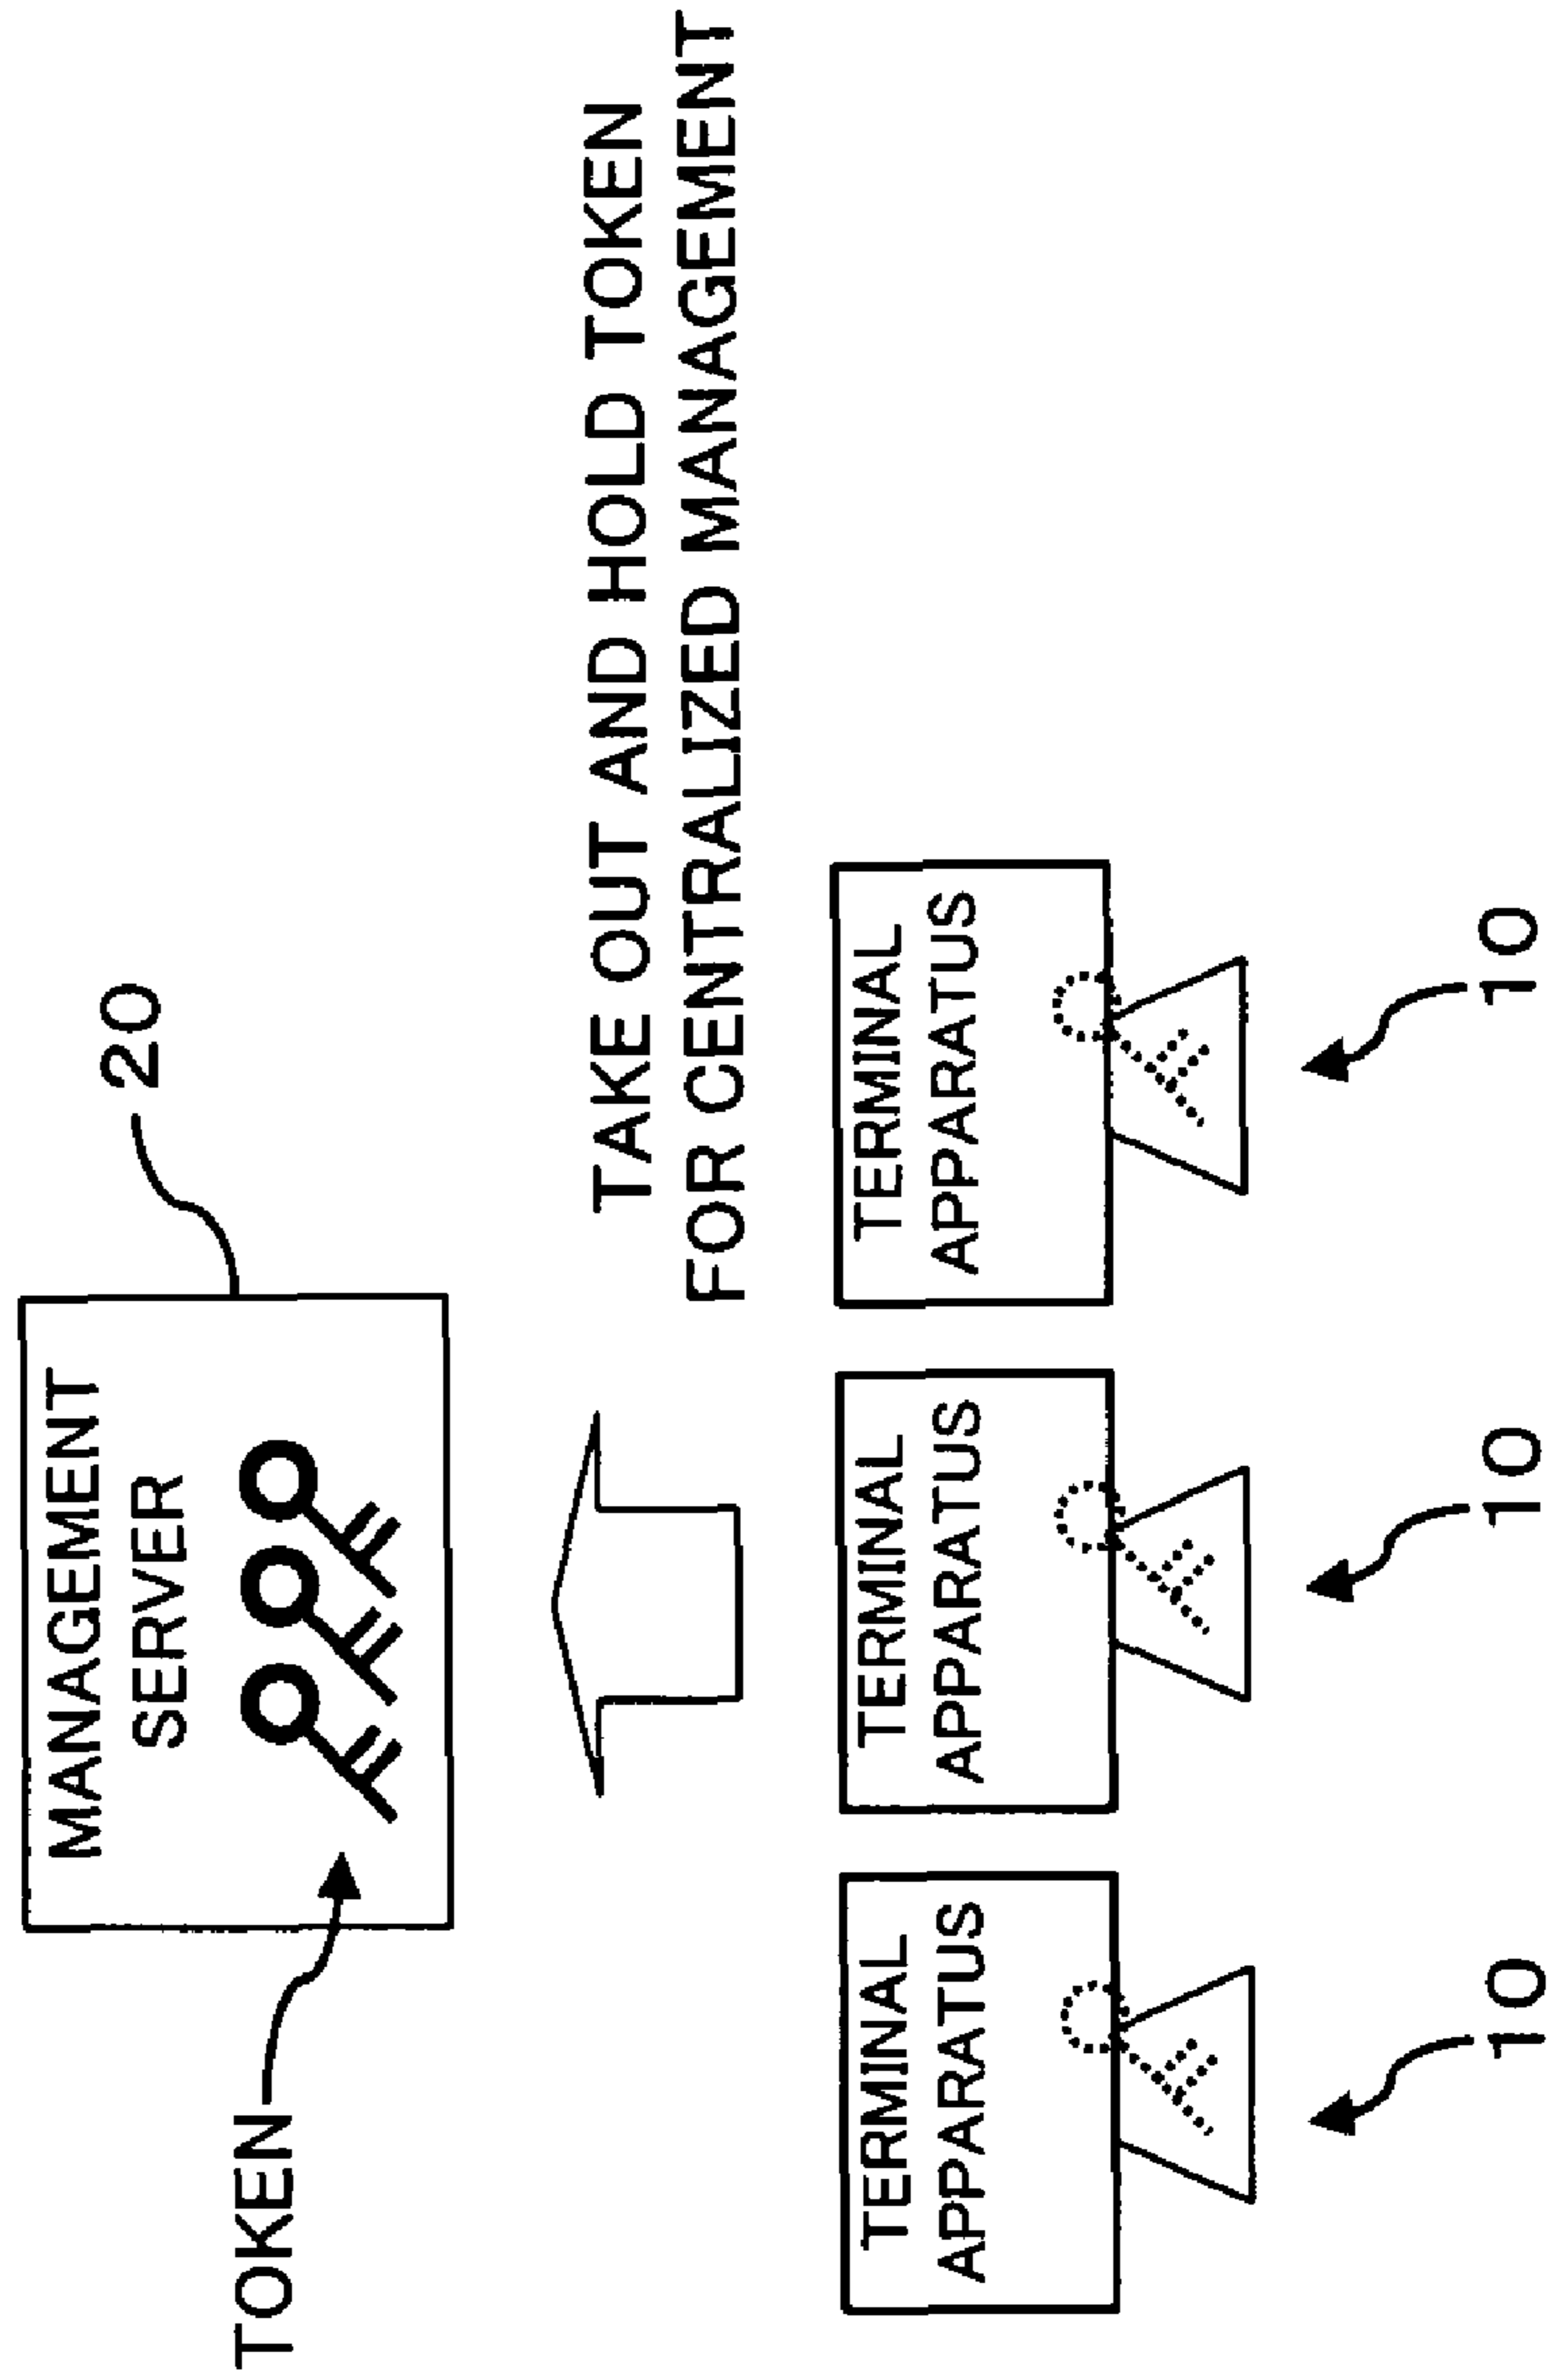 20
MANAGEMENT
SERVER
TOKEN
TAKE OUT AND HOLD TOKEN
FOR CENTRALIZED MANAGEMENT
TERMINAL
APPARATUS
TERMINAL
APPARATUS
TERMINAL
APPARATUS
10
10
10